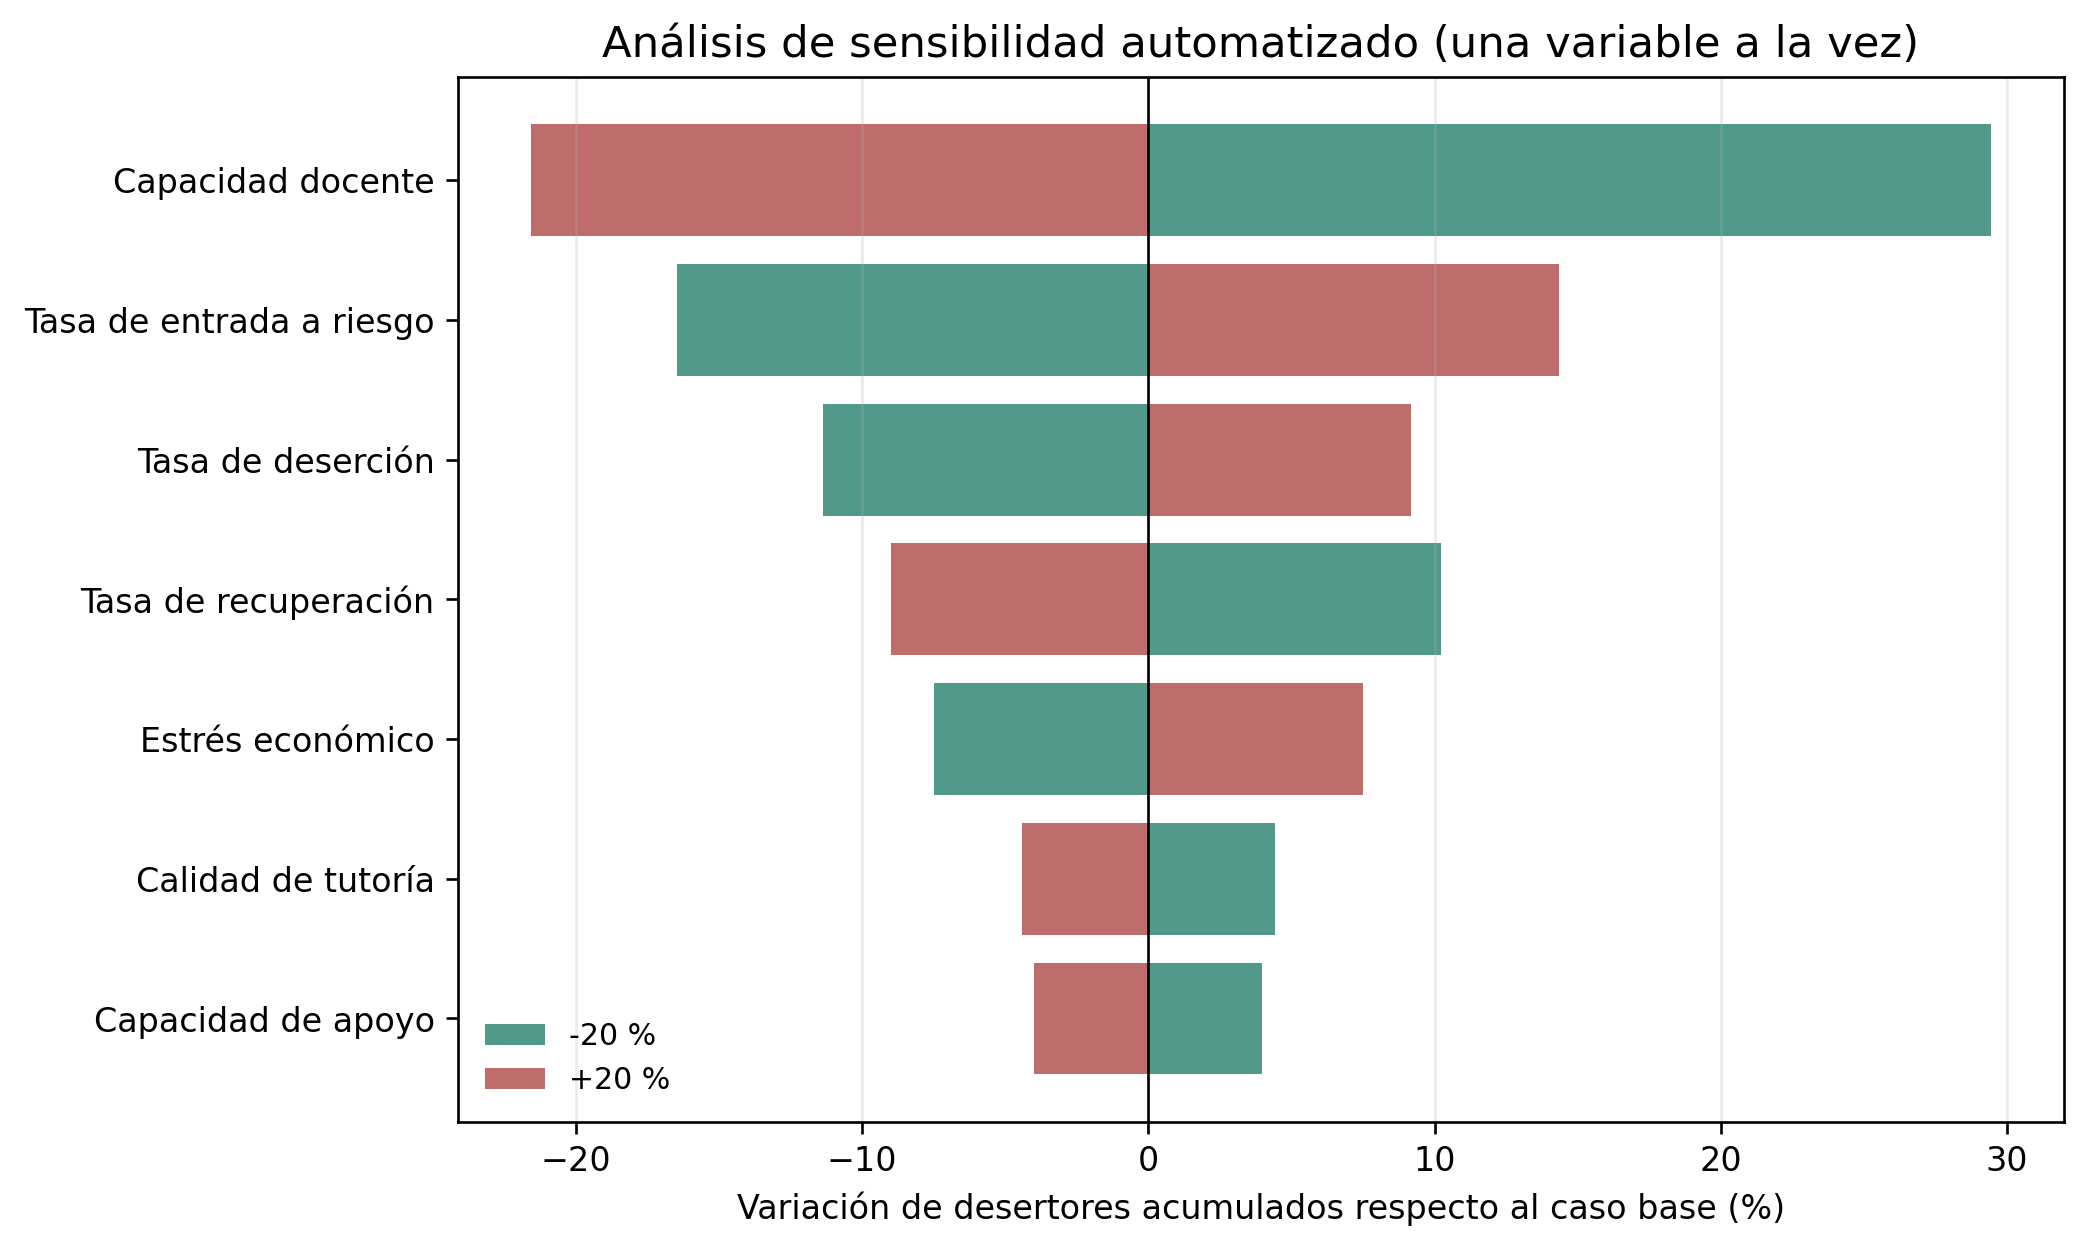 Análisis de sensibilidad automatizado (una variable a la vez)
Capacidad docente
Tasa de entrada a riesgo
Tasa de deserción
Tasa de recuperación
Estrés económico
Calidad de tutoría
Capacidad de apoyo
-20 %
+20 %
−20 −10 0 10 20 30
Variación de desertores acumulados respecto al caso base (%)